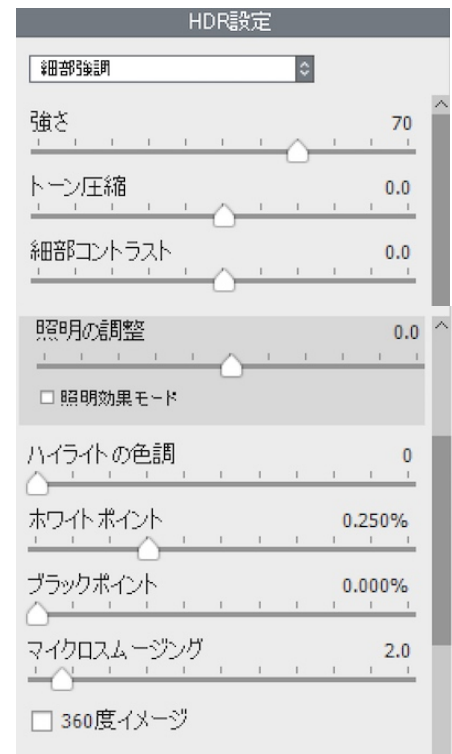 HDR設定
細部強調
強さ 70
トーン圧縮 0.0
細部コントラスト 0.0
照明の調整 0.0
照明効果モード
ハイライトの色調 0
ホワイトポイント 0.250%
ブラックポイント 0.000%
マイクロスムージング 2.0
360度イメージ